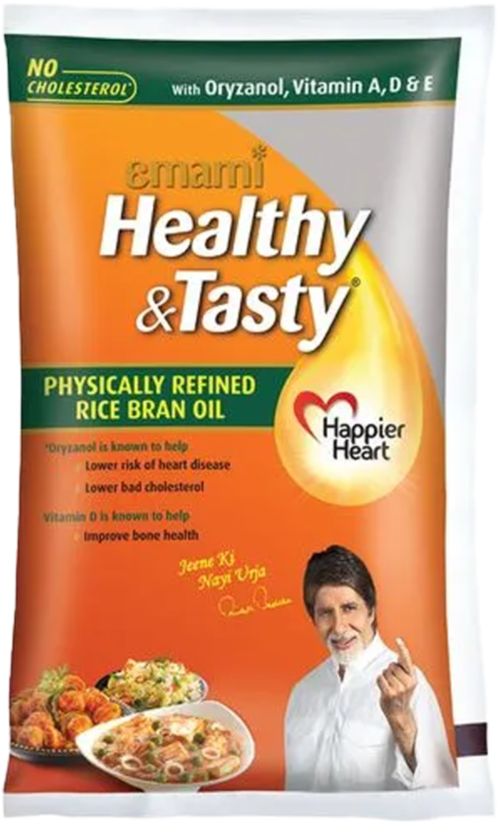 NO
CHOLESTEROL*
With Oryzanol, Vitamin A, D & E
emami*
Healthy
&Tasty®
PHYSICALLY REFINED
RICE BRAN OIL
Happier
Heart
*Oryzanol is known to help
Lower risk of heart disease
Lower bad cholesterol
Vitamin D is known to help
Improve bone health
Jeene Ki
Nayi Urja